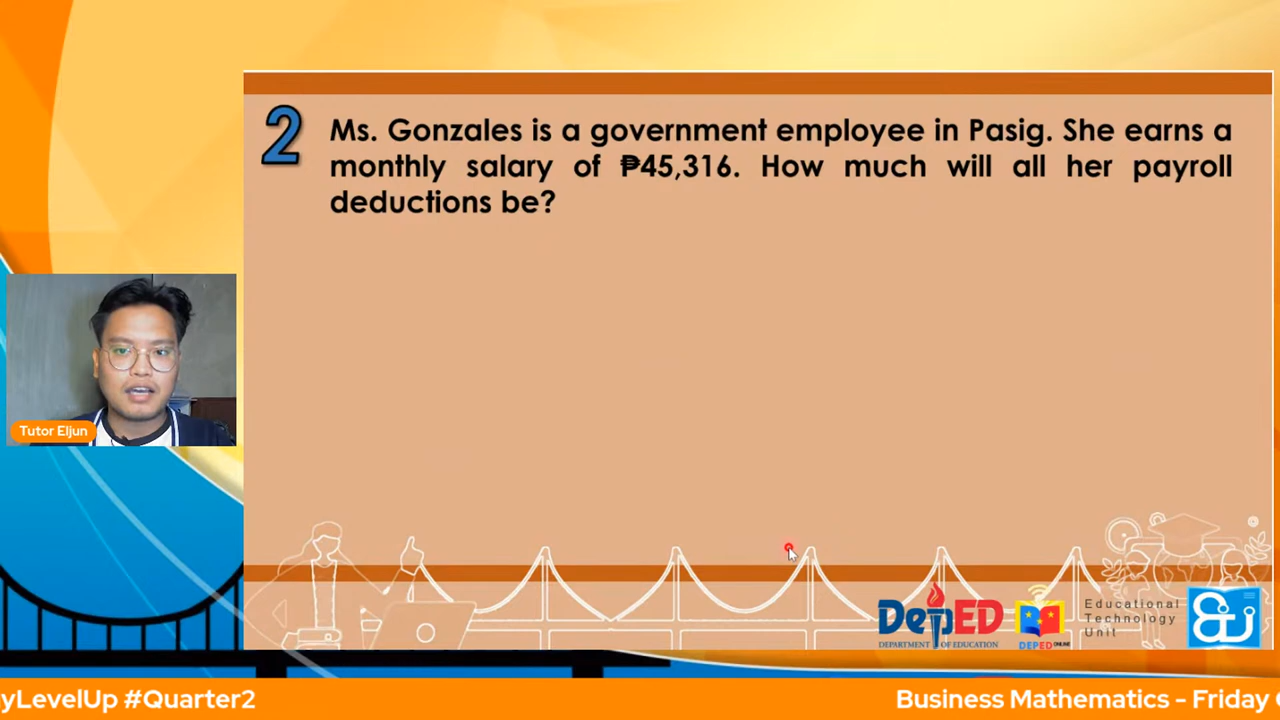 2
Ms. Gonzales is a government employee in Pasig. She earns a
monthly salary of ₱45,316. How much will all her payroll
deductions be?
Tutor Eljun
DepED
DEPARTMENT OF EDUCATION
DEPED ONLINE
Educational
Technology
Unit
yLevelUp #Quarter2
Business Mathematics - Friday